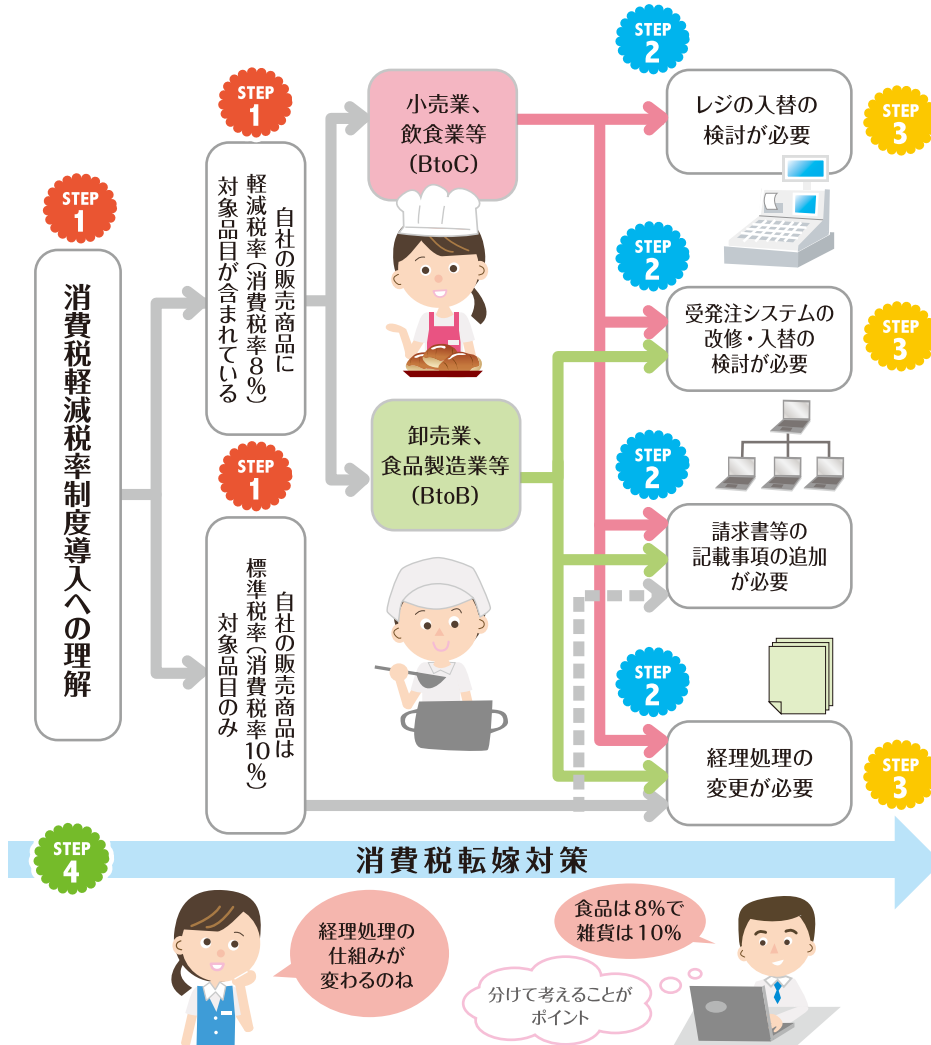 STEP
1
消費税軽減税率制度導入への理解
STEP
1
自社の販売商品に
軽減税率（消費税率8%）
対象品目が含まれている
STEP
1
自社の販売商品は
標準税率（消費税率10%）
対象品目のみ
小売業、
飲食業等
（BtoC）
卸売業、
食品製造業等
（BtoB）
STEP
2
レジの入替の
検討が必要
STEP
3
STEP
2
受発注システムの
改修・入替の
検討が必要
STEP
3
STEP
2
請求書等の
記載事項の追加
が必要
STEP
2
経理処理の
変更が必要
STEP
3
STEP
4
消費税転嫁対策
経理処理の
仕組みが
変わるのね
食品は8%で
雑貨は10%
分けて考えることが
ポイント